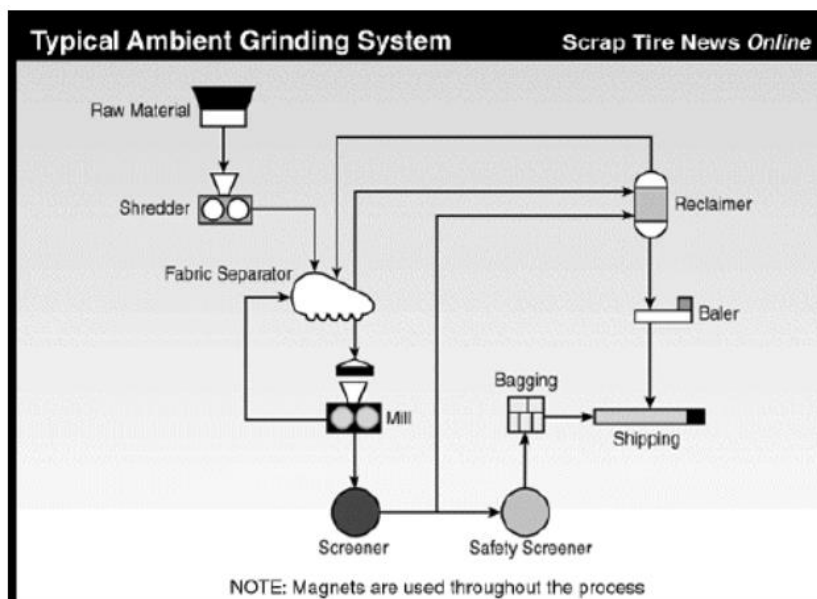 Typical Ambient Grinding System
Scrap Tire News Online
Raw Material
Shredder
Reclaimer
Fabric Separator
Baler
Bagging
Mill
Shipping
Screener
Safety Screener
NOTE: Magnets are used throughout the process